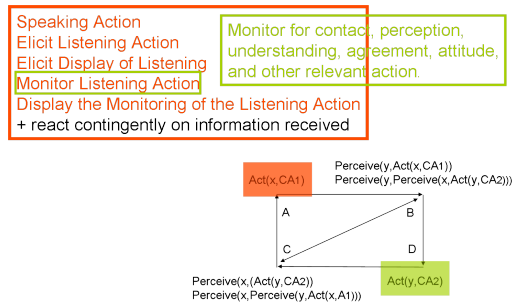 Speaking Action
Elicit Listening Action
Elicit Display of Listening
Monitor Listening Action
Display the Monitoring of the Listening Action
+ react contingently on information received
Monitor for contact, perception,
understanding, agreement, attitude,
and other relevant action.
Perceive(y,Act(x,CA1))
Perceive(y,Perceive(x,Act(y,CA2)))
Act(x,CA1)
A
B
C
D
Act(y,CA2)
Perceive(x,(Act(y,CA2))
Perceive(x,Perceive(y,Act(x,A1)))